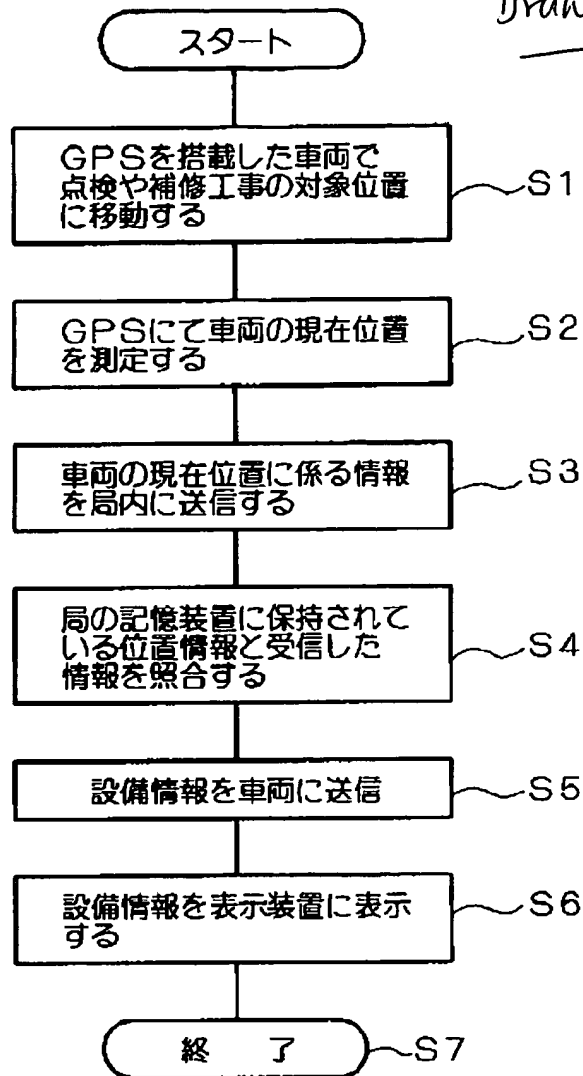 スタート
GPSを搭載した車両で
点検や補修工事の対象位置
に移動する
S1
GPSにて車両の現在位置
を測定する
S2
車両の現在位置に係る情報
を局内に送信する
S3
局の記憶装置に保持されて
いる位置情報と受信した
情報を照合する
S4
設備情報を車両に送信
S5
設備情報を表示装置に表示
する
S6
終 了
S7